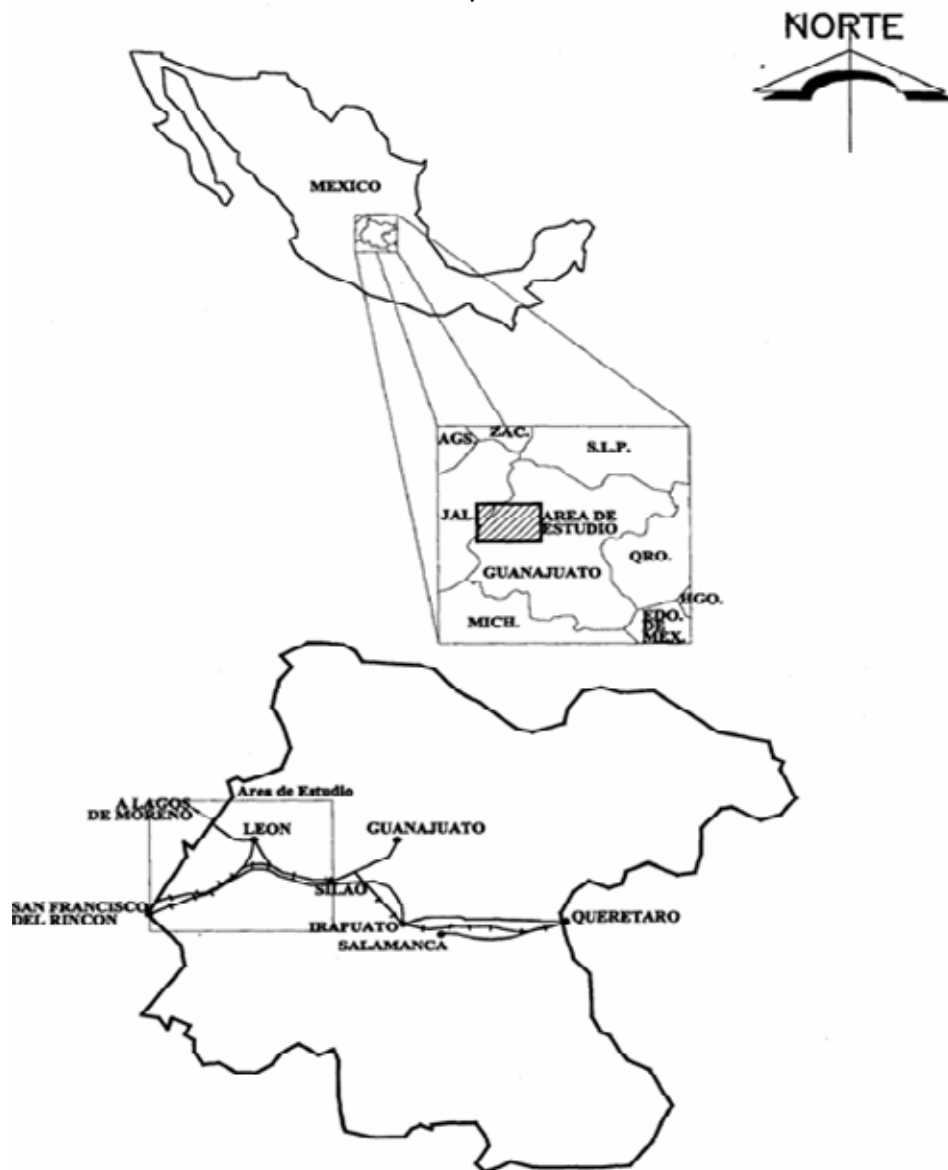 NORTE
MEXICO
AGS.
ZAC.
S.L.P.
JAL.
AREA DE
ESTUDIO
QRO.
GUANAJUATO
HGO.
MICH.
EDO.
DE
MEX.
Area de Estudio
A LAGOS
DE MORENO
LEON
GUANAJUATO
SILAO
SAN FRANCISCO
DEL RINCON
IRAPUATO
QUERETARO
SALAMANCA